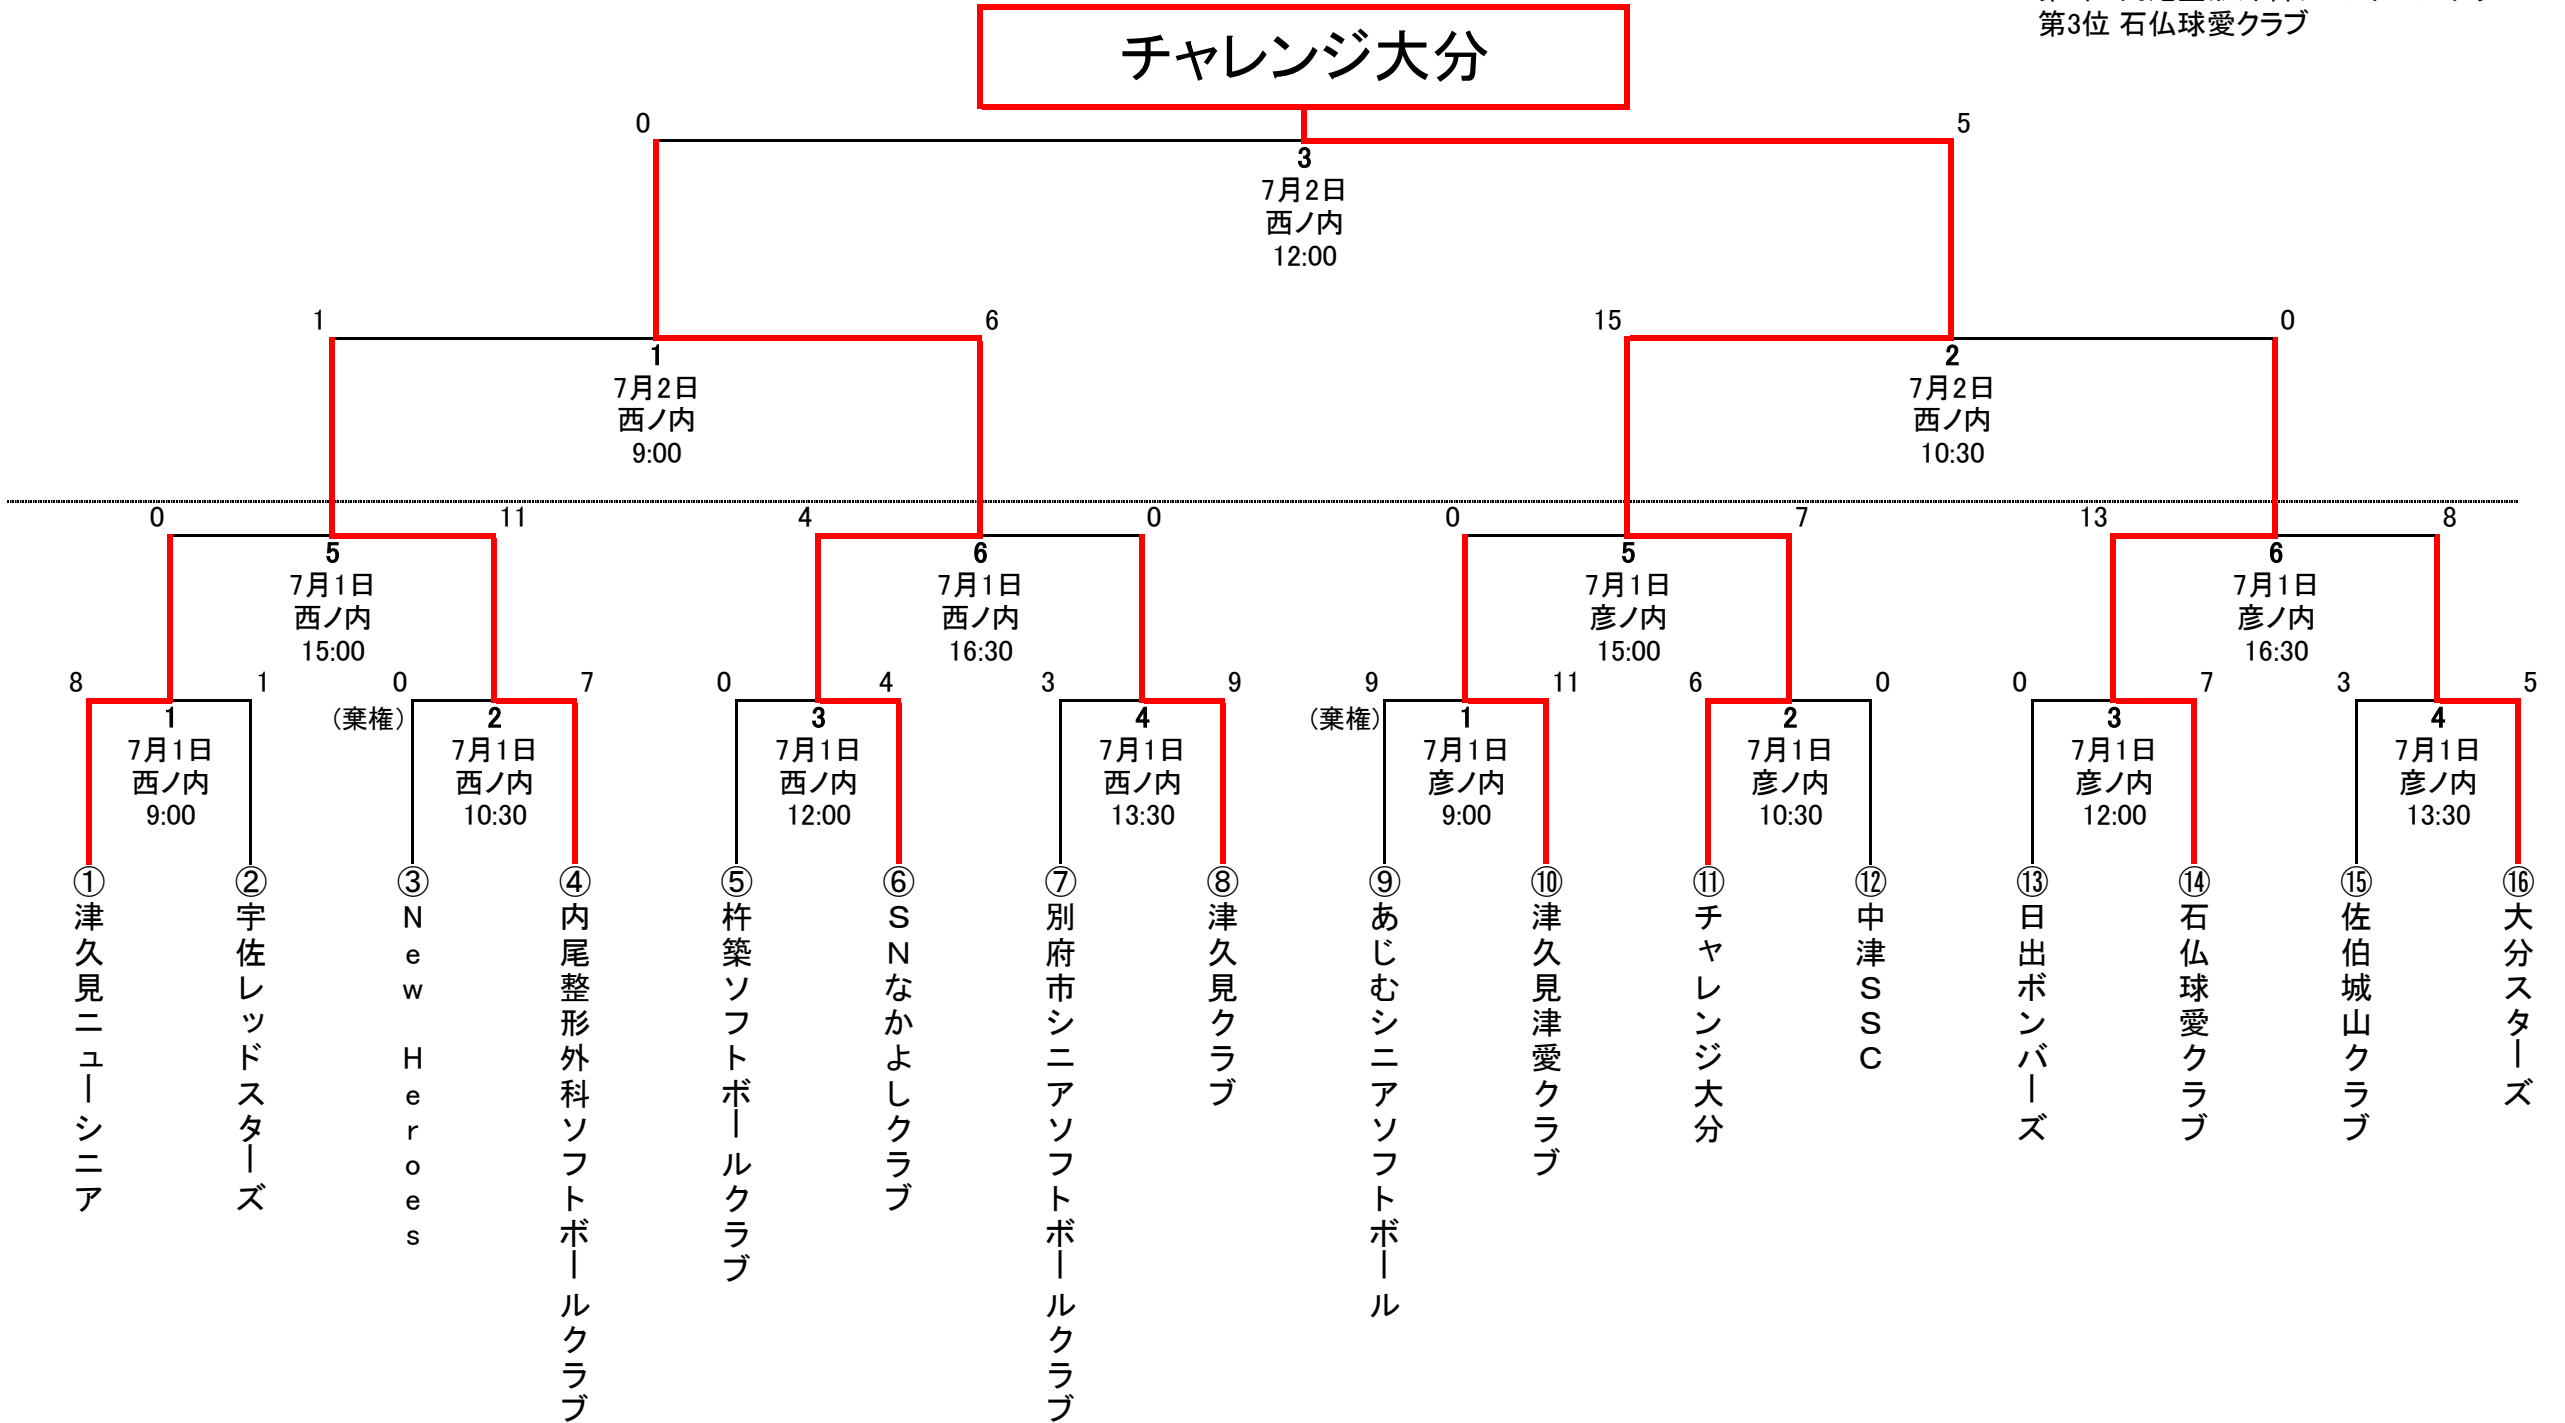 第3位 石仏球愛クラブ
チャレンジ大分
0 5
3
7月2日
西ノ内
12:00
1 6 15 0
1 2
7月2日 7月2日
西ノ内 西ノ内
9:00 10:30
0 11 4 0 0 7 13 8
5 6 5 6
7月1日 7月1日 7月1日 7月1日
西ノ内 西ノ内 彦ノ内 彦ノ内
15:00 16:30 15:00 16:30
8 1 0 7 0 4 3 9 9 11 6 0 0 7 3 5
1 (棄権) 2 3 4 (棄権) 1 2 3 4
7月1日 7月1日 7月1日 7月1日 7月1日 7月1日 7月1日 7月1日
西ノ内 西ノ内 西ノ内 西ノ内 彦ノ内 彦ノ内 彦ノ内 彦ノ内
9:00 10:30 12:00 13:30 9:00 10:30 12:00 13:30
①津久見ニューシニア
②宇佐レッドスターズ
③New Heroes
④内尾整形外科ソフトボールクラブ
⑤杵築ソフトボールクラブ
⑥SNなかよしクラブ
⑦別府市シニアソフトボールクラブ
⑧津久見クラブ
⑨あじむシニアソフトボール
⑩津久見津愛クラブ
⑪チャレンジ大分
⑫中津SSC
⑬日出ボンバーズ
⑭石仏球愛クラブ
⑮佐伯城山クラブ
⑯大分スターズ